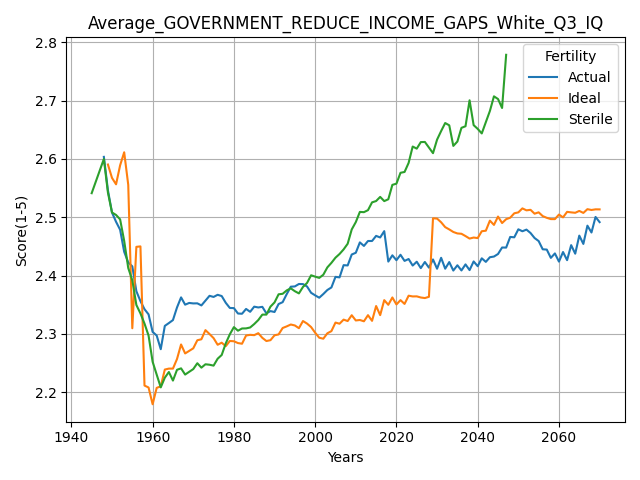 Average_GOVERNMENT_REDUCE_INCOME_GAPS_White_Q3_IQ
2.8
2.7
2.6
2.5
2.4
2.3
2.2
Score(1-5)
Fertility
Actual
Ideal
Sterile
1940 1960 1980 2000 2020 2040 2060
Years